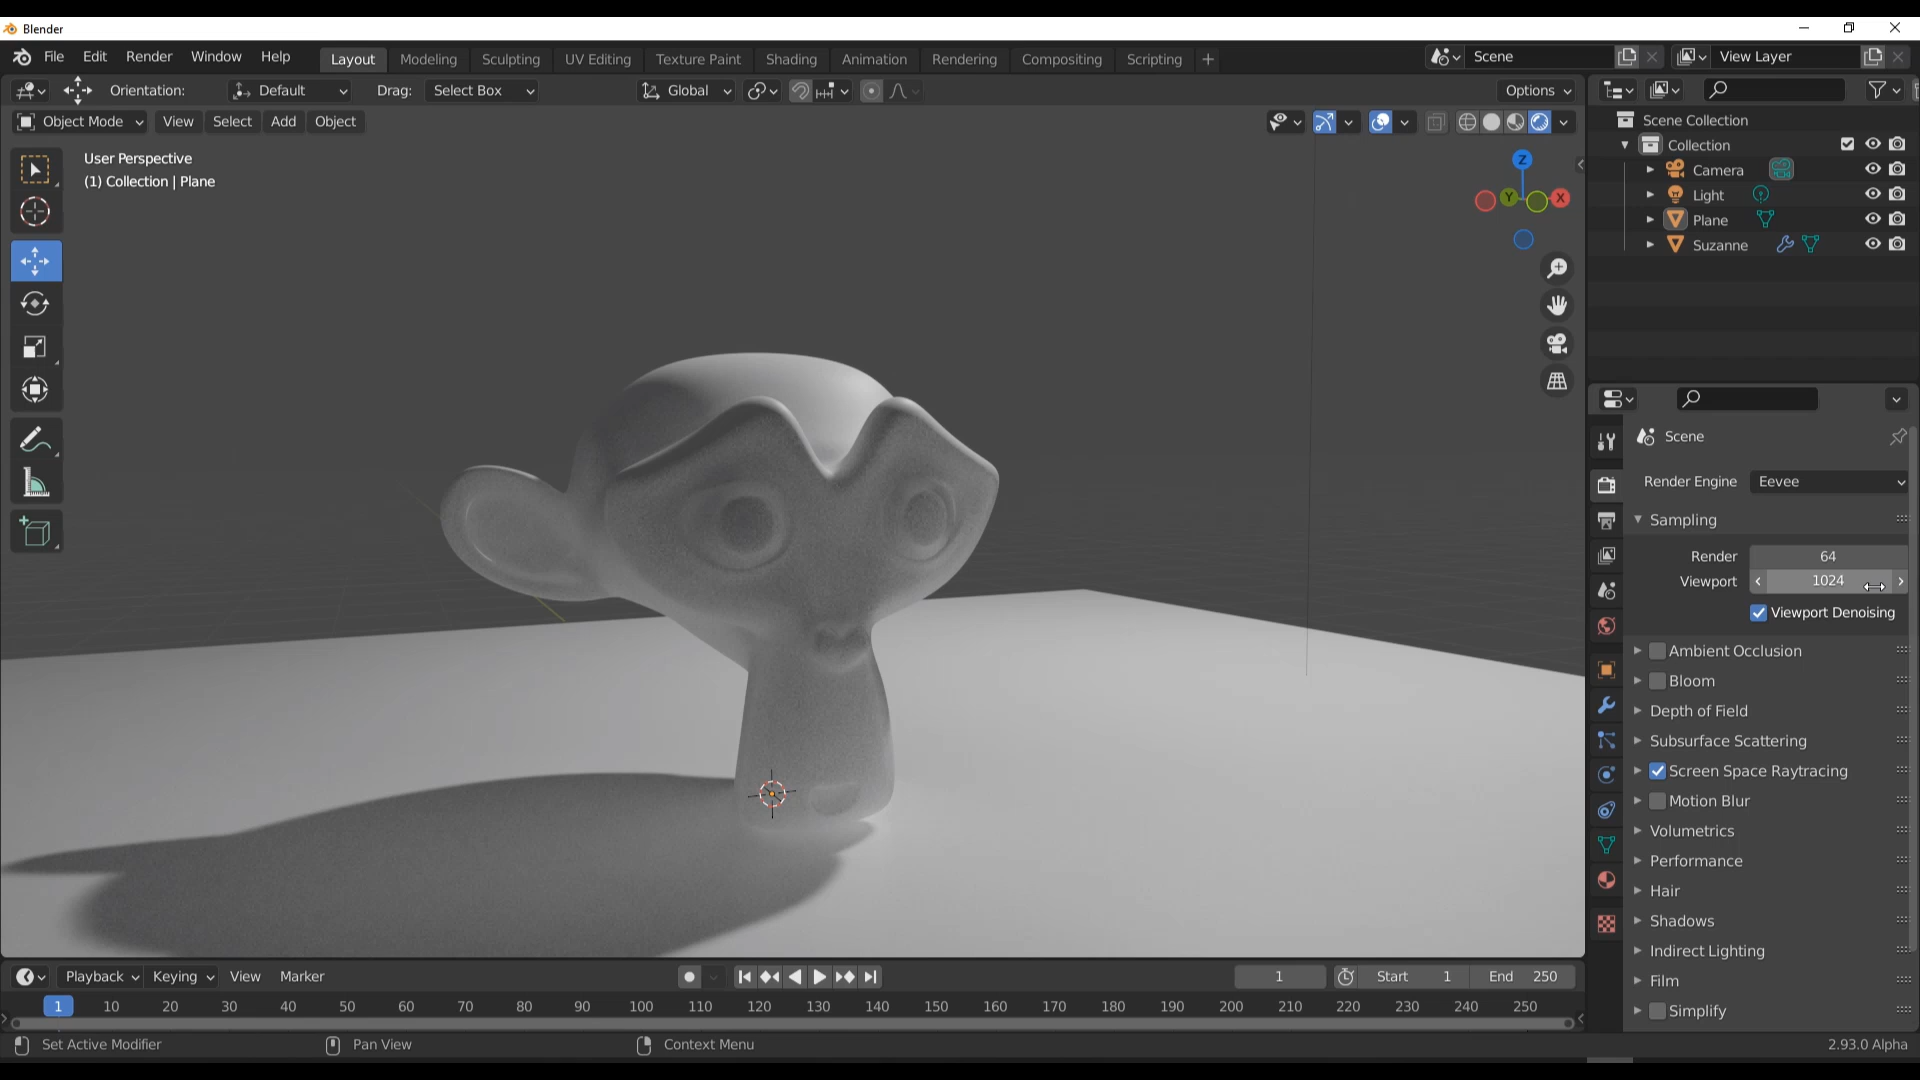 Blender
File Edit Render Window Help Layout Modeling Sculpting UV Editing Texture Paint Shading Animation Rendering Compositing Scripting + Scene View Layer
Orientation: Default Drag: Select Box Global Options
Object Mode View Select Add Object
User Perspective
(1) Collection | Plane
Z
Y
X
Scene Collection
Collection
Camera
Light
Plane
Suzanne
Scene
Render Engine Eevee
Sampling
Render 64
Viewport 1024
Viewport Denoising
Ambient Occlusion
Bloom
Depth of Field
Subsurface Scattering
Screen Space Raytracing
Motion Blur
Volumetrics
Performance
Hair
Shadows
Indirect Lighting
Film
Simplify
Playback Keying View Marker 1 Start 1 End 250
1 10 20 30 40 50 60 70 80 90 100 110 120 130 140 150 160 170 180 190 200 210 220 230 240 250
Set Active Modifier Pan View Context Menu 2.93.0 Alpha